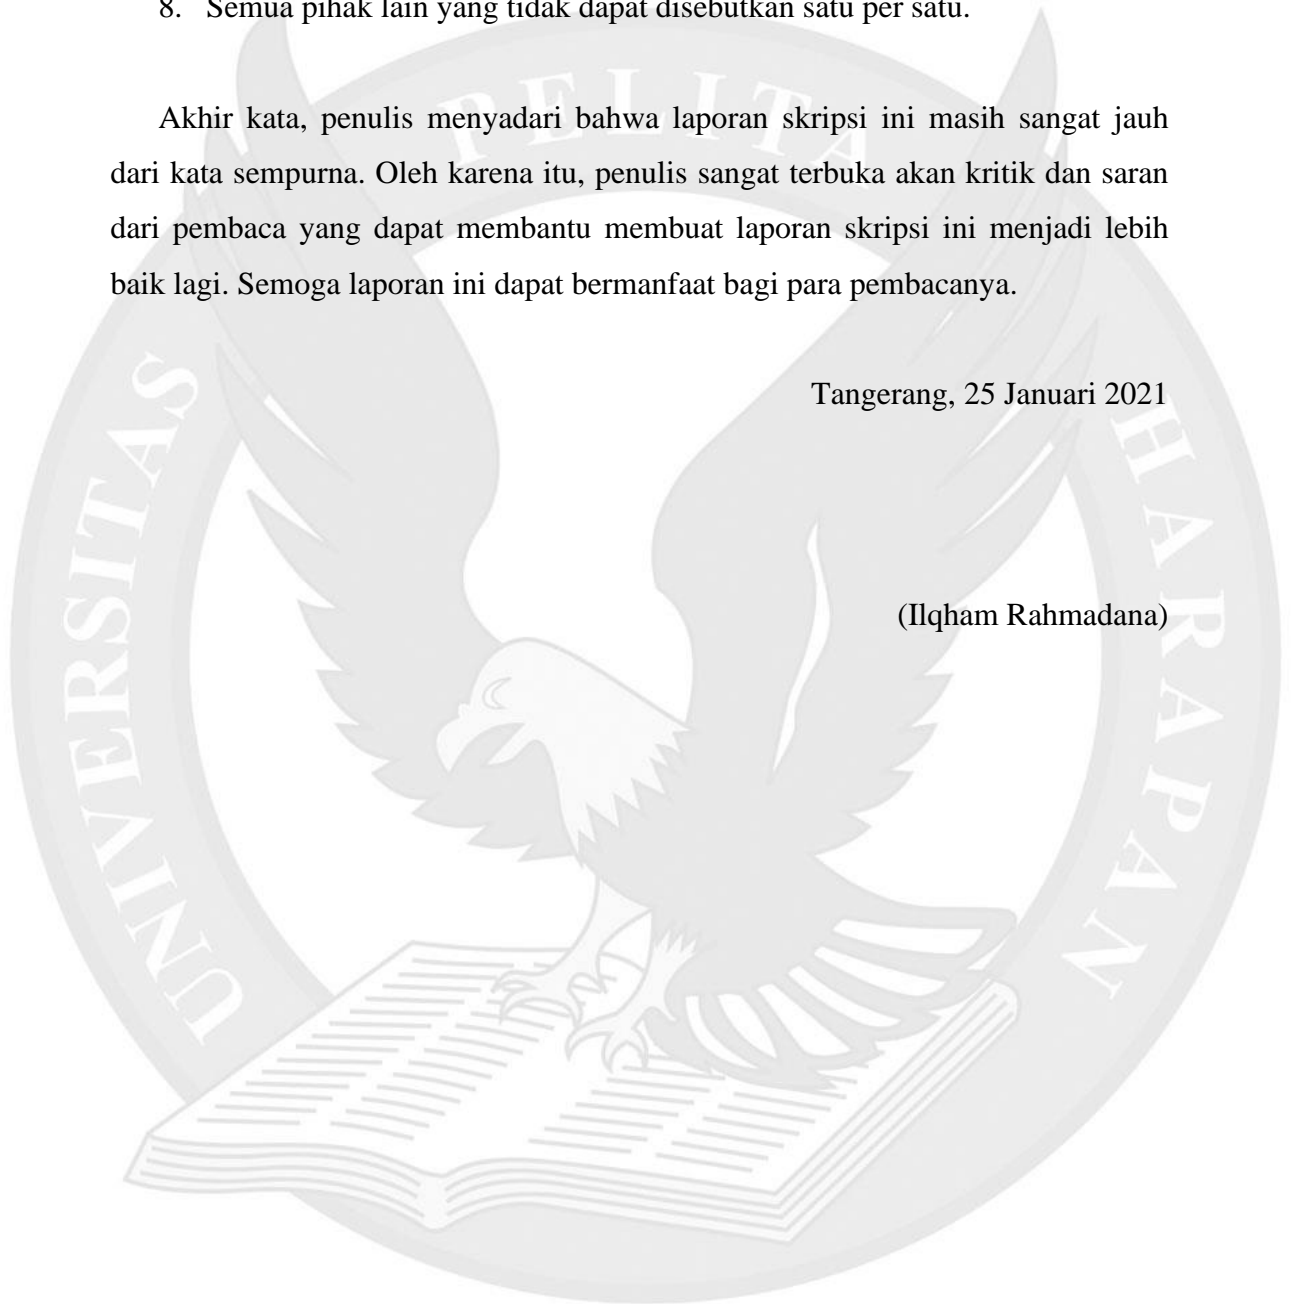 8. Semua pihak lain yang tidak dapat disebutkan satu per satu.
Akhir kata, penulis menyadari bahwa laporan skripsi ini masih sangat jauh
dari kata sempurna. Oleh karena itu, penulis sangat terbuka akan kritik dan saran
dari pembaca yang dapat membantu membuat laporan skripsi ini menjadi lebih
baik lagi. Semoga laporan ini dapat bermanfaat bagi para pembacanya.
Tangerang, 25 Januari 2021
(Ilqham Rahmadana)
UNIVERSITAS PELITA HARAPAN